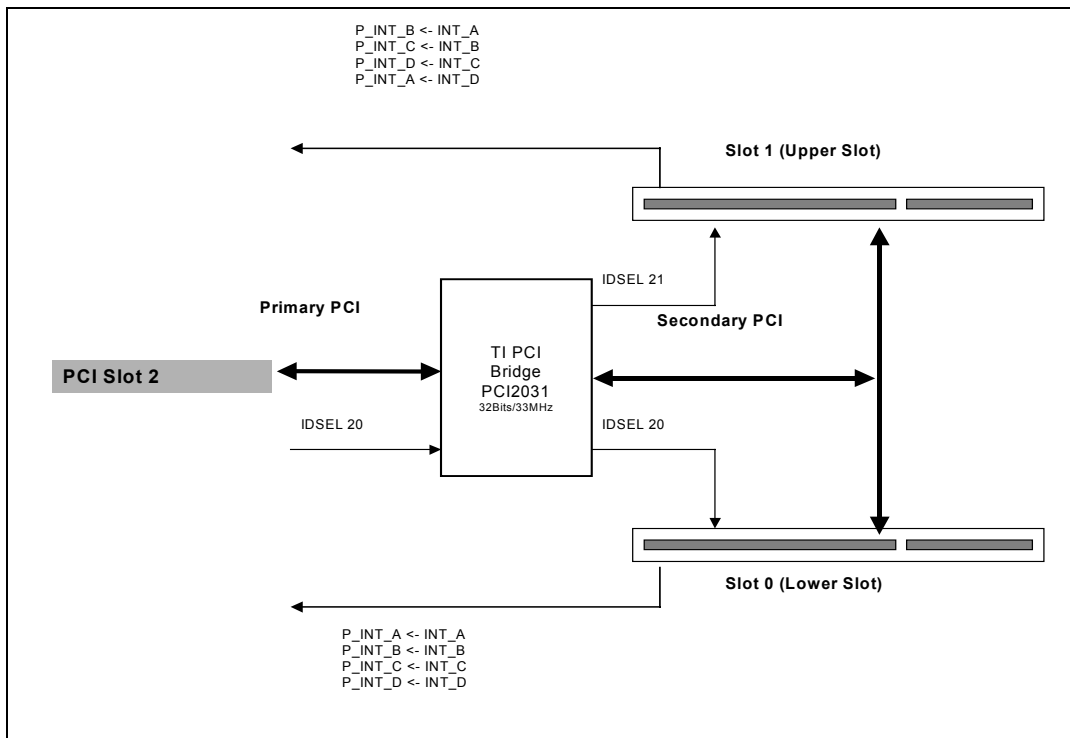 P_INT_B <- INT_A
P_INT_C <- INT_B
P_INT_D <- INT_C
P_INT_A <- INT_D
Slot 1 (Upper Slot)
IDSEL 21
Primary PCI
Secondary PCI
TI PCI
Bridge
PCI2031
32Bits/33MHz
PCI Slot 2
IDSEL 20
IDSEL 20
Slot 0 (Lower Slot)
P_INT_A <- INT_A
P_INT_B <- INT_B
P_INT_C <- INT_C
P_INT_D <- INT_D